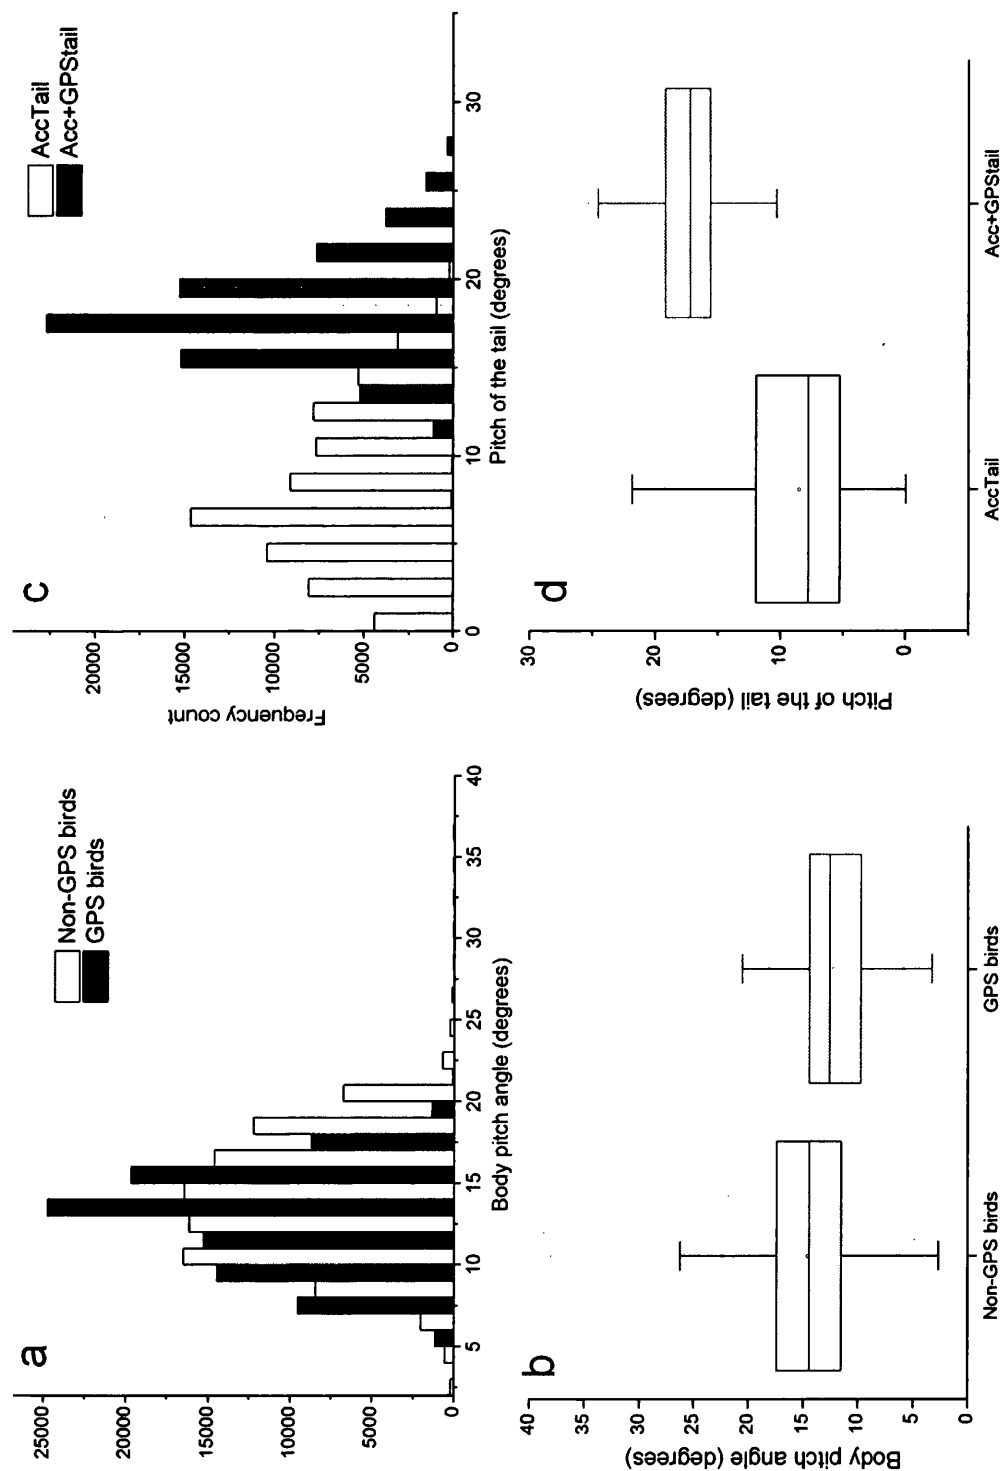 a
Non-GPS birds
GPS birds
25000
20000
15000
10000
5000
0
5
10
15
20
25
30
35
40
Body pitch angle (degrees)
c
AccTail
Acc+GPStail
Frequency count
20000
15000
10000
5000
0
0
10
20
30
Pitch of the tail (degrees)
b
Body pitch angle (degrees)
40
35
30
25
20
15
10
5
0
Non-GPS birds
GPS birds
d
Pitch of the tail (degrees)
30
20
10
0
AccTail
Acc+GPStail